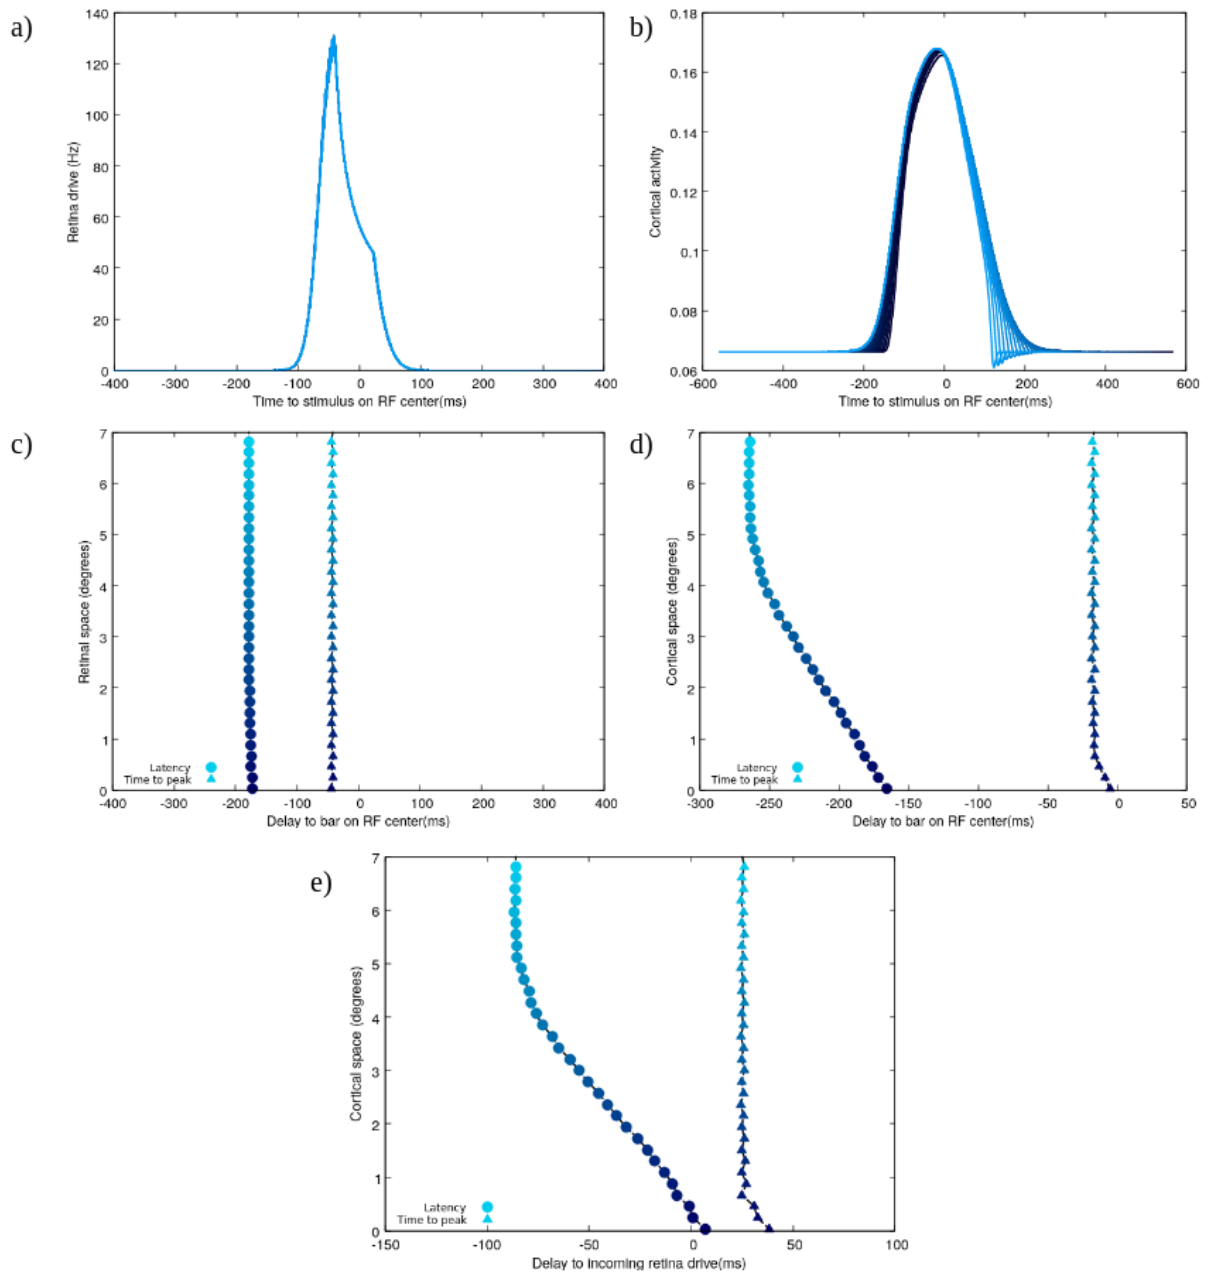 a)
140
120
100
80
60
40
20
0
-400 -300 -200 -100 0 100 200 300 400
Retina drive (Hz)
Time to stimulus on RF center(ms)
b)
0.18
0.16
0.14
0.12
0.1
0.08
0.06
-600 -400 -200 0 200 400 600
Cortical activity
Time to stimulus on RF center(ms)
c)
7
6
5
4
3
2
1
0
-400 -300 -200 -100 0 100 200 300 400
Retinal space (degrees)
Latency
Time to peak
Delay to bar on RF center(ms)
d)
7
6
5
4
3
2
1
0
-300 -250 -200 -150 -100 -50 0 50
Cortical space (degrees)
Latency
Time to peak
Delay to bar on RF center(ms)
e)
7
6
5
4
3
2
1
0
-150 -100 -50 0 50 100
Cortical space (degrees)
Latency
Time to peak
Delay to incoming retina drive(ms)